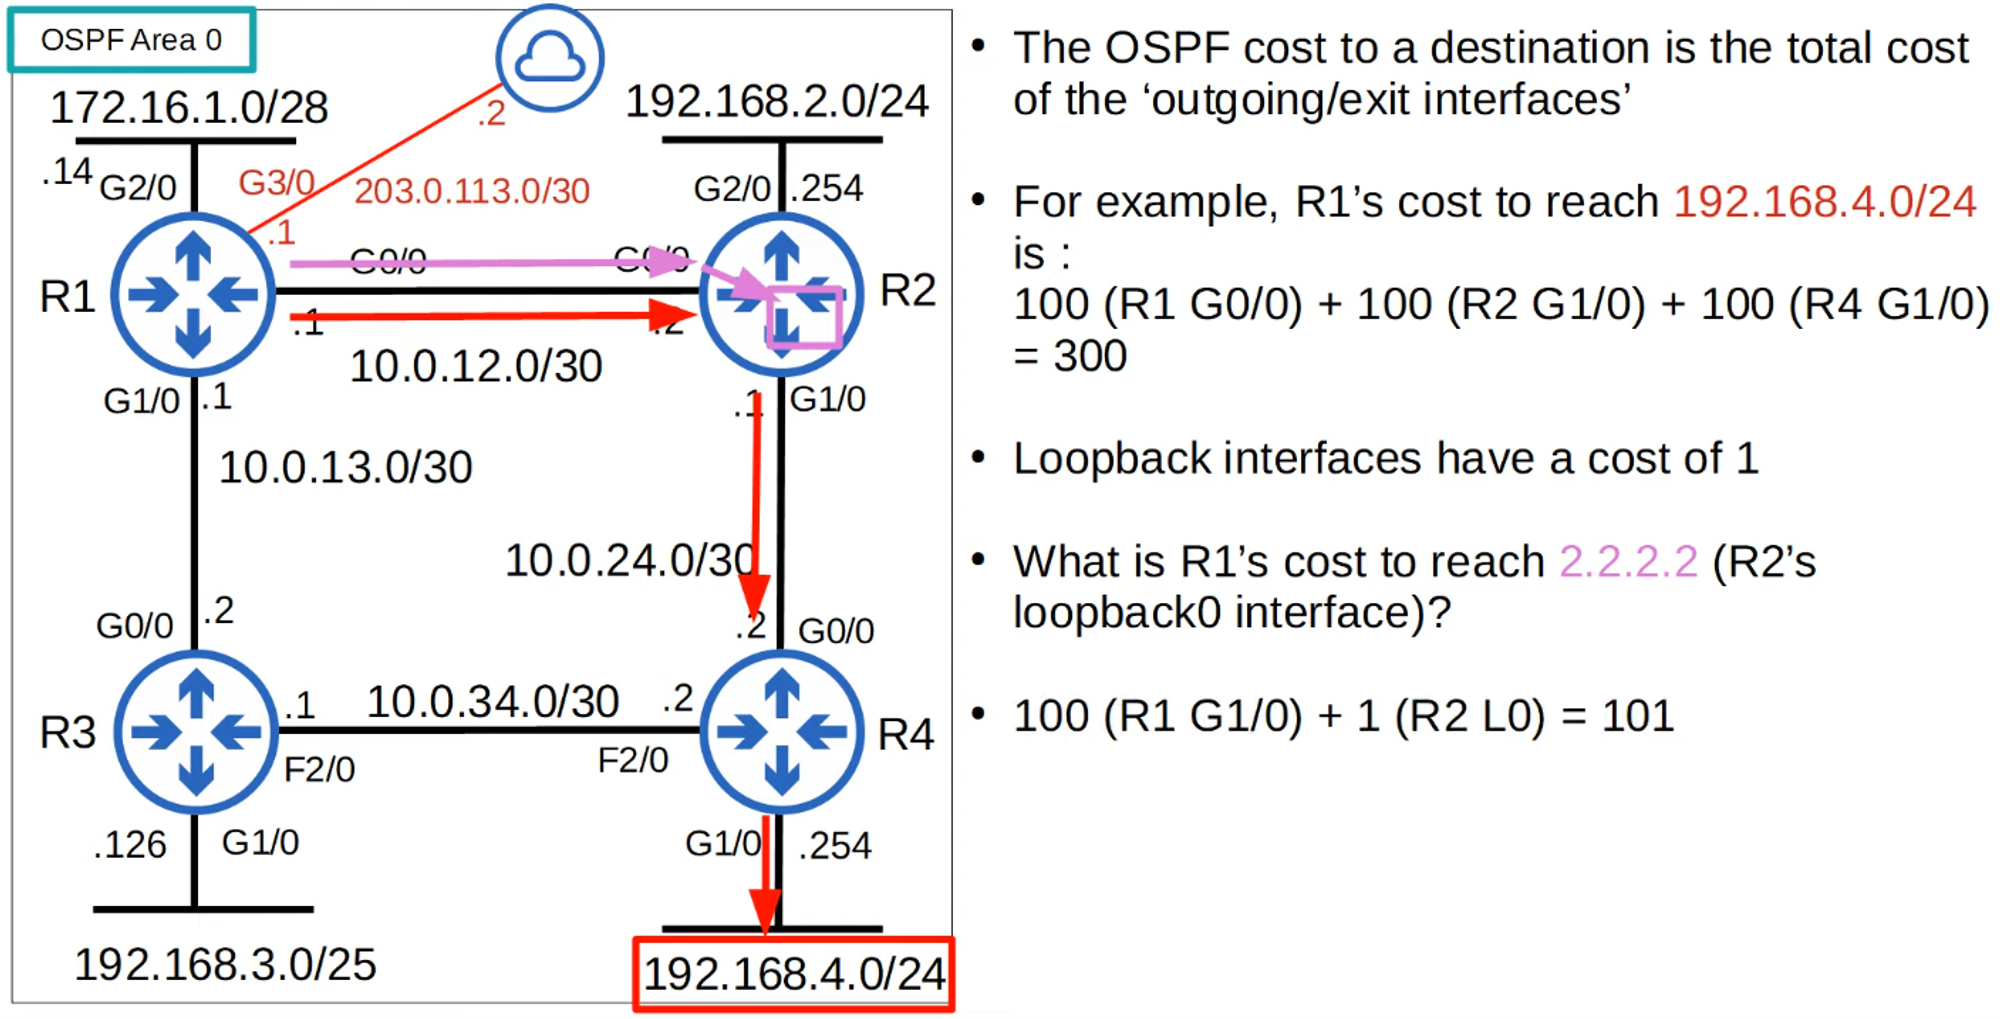 OSPF Area 0
172.16.1.0/28
.2
192.168.2.0/24
.14
G2/0
G3/0
203.0.113.0/30
G2/0
.254
.1
G0/0
G0/0
R1
R2
.1
.2
10.0.12.0/30
G1/0
.1
.1
G1/0
10.0.13.0/30
10.0.24.0/30
G0/0
.2
.2
G0/0
R3
.1
10.0.34.0/30
.2
R4
F2/0
F2/0
.126
G1/0
G1/0
.254
192.168.3.0/25
192.168.4.0/24
• The OSPF cost to a destination is the total cost
of the ‘outgoing/exit interfaces’
• For example, R1’s cost to reach 192.168.4.0/24
is :
100 (R1 G0/0) + 100 (R2 G1/0) + 100 (R4 G1/0)
= 300
• Loopback interfaces have a cost of 1
• What is R1’s cost to reach 2.2.2.2 (R2’s
loopback0 interface)?
• 100 (R1 G1/0) + 1 (R2 L0) = 101